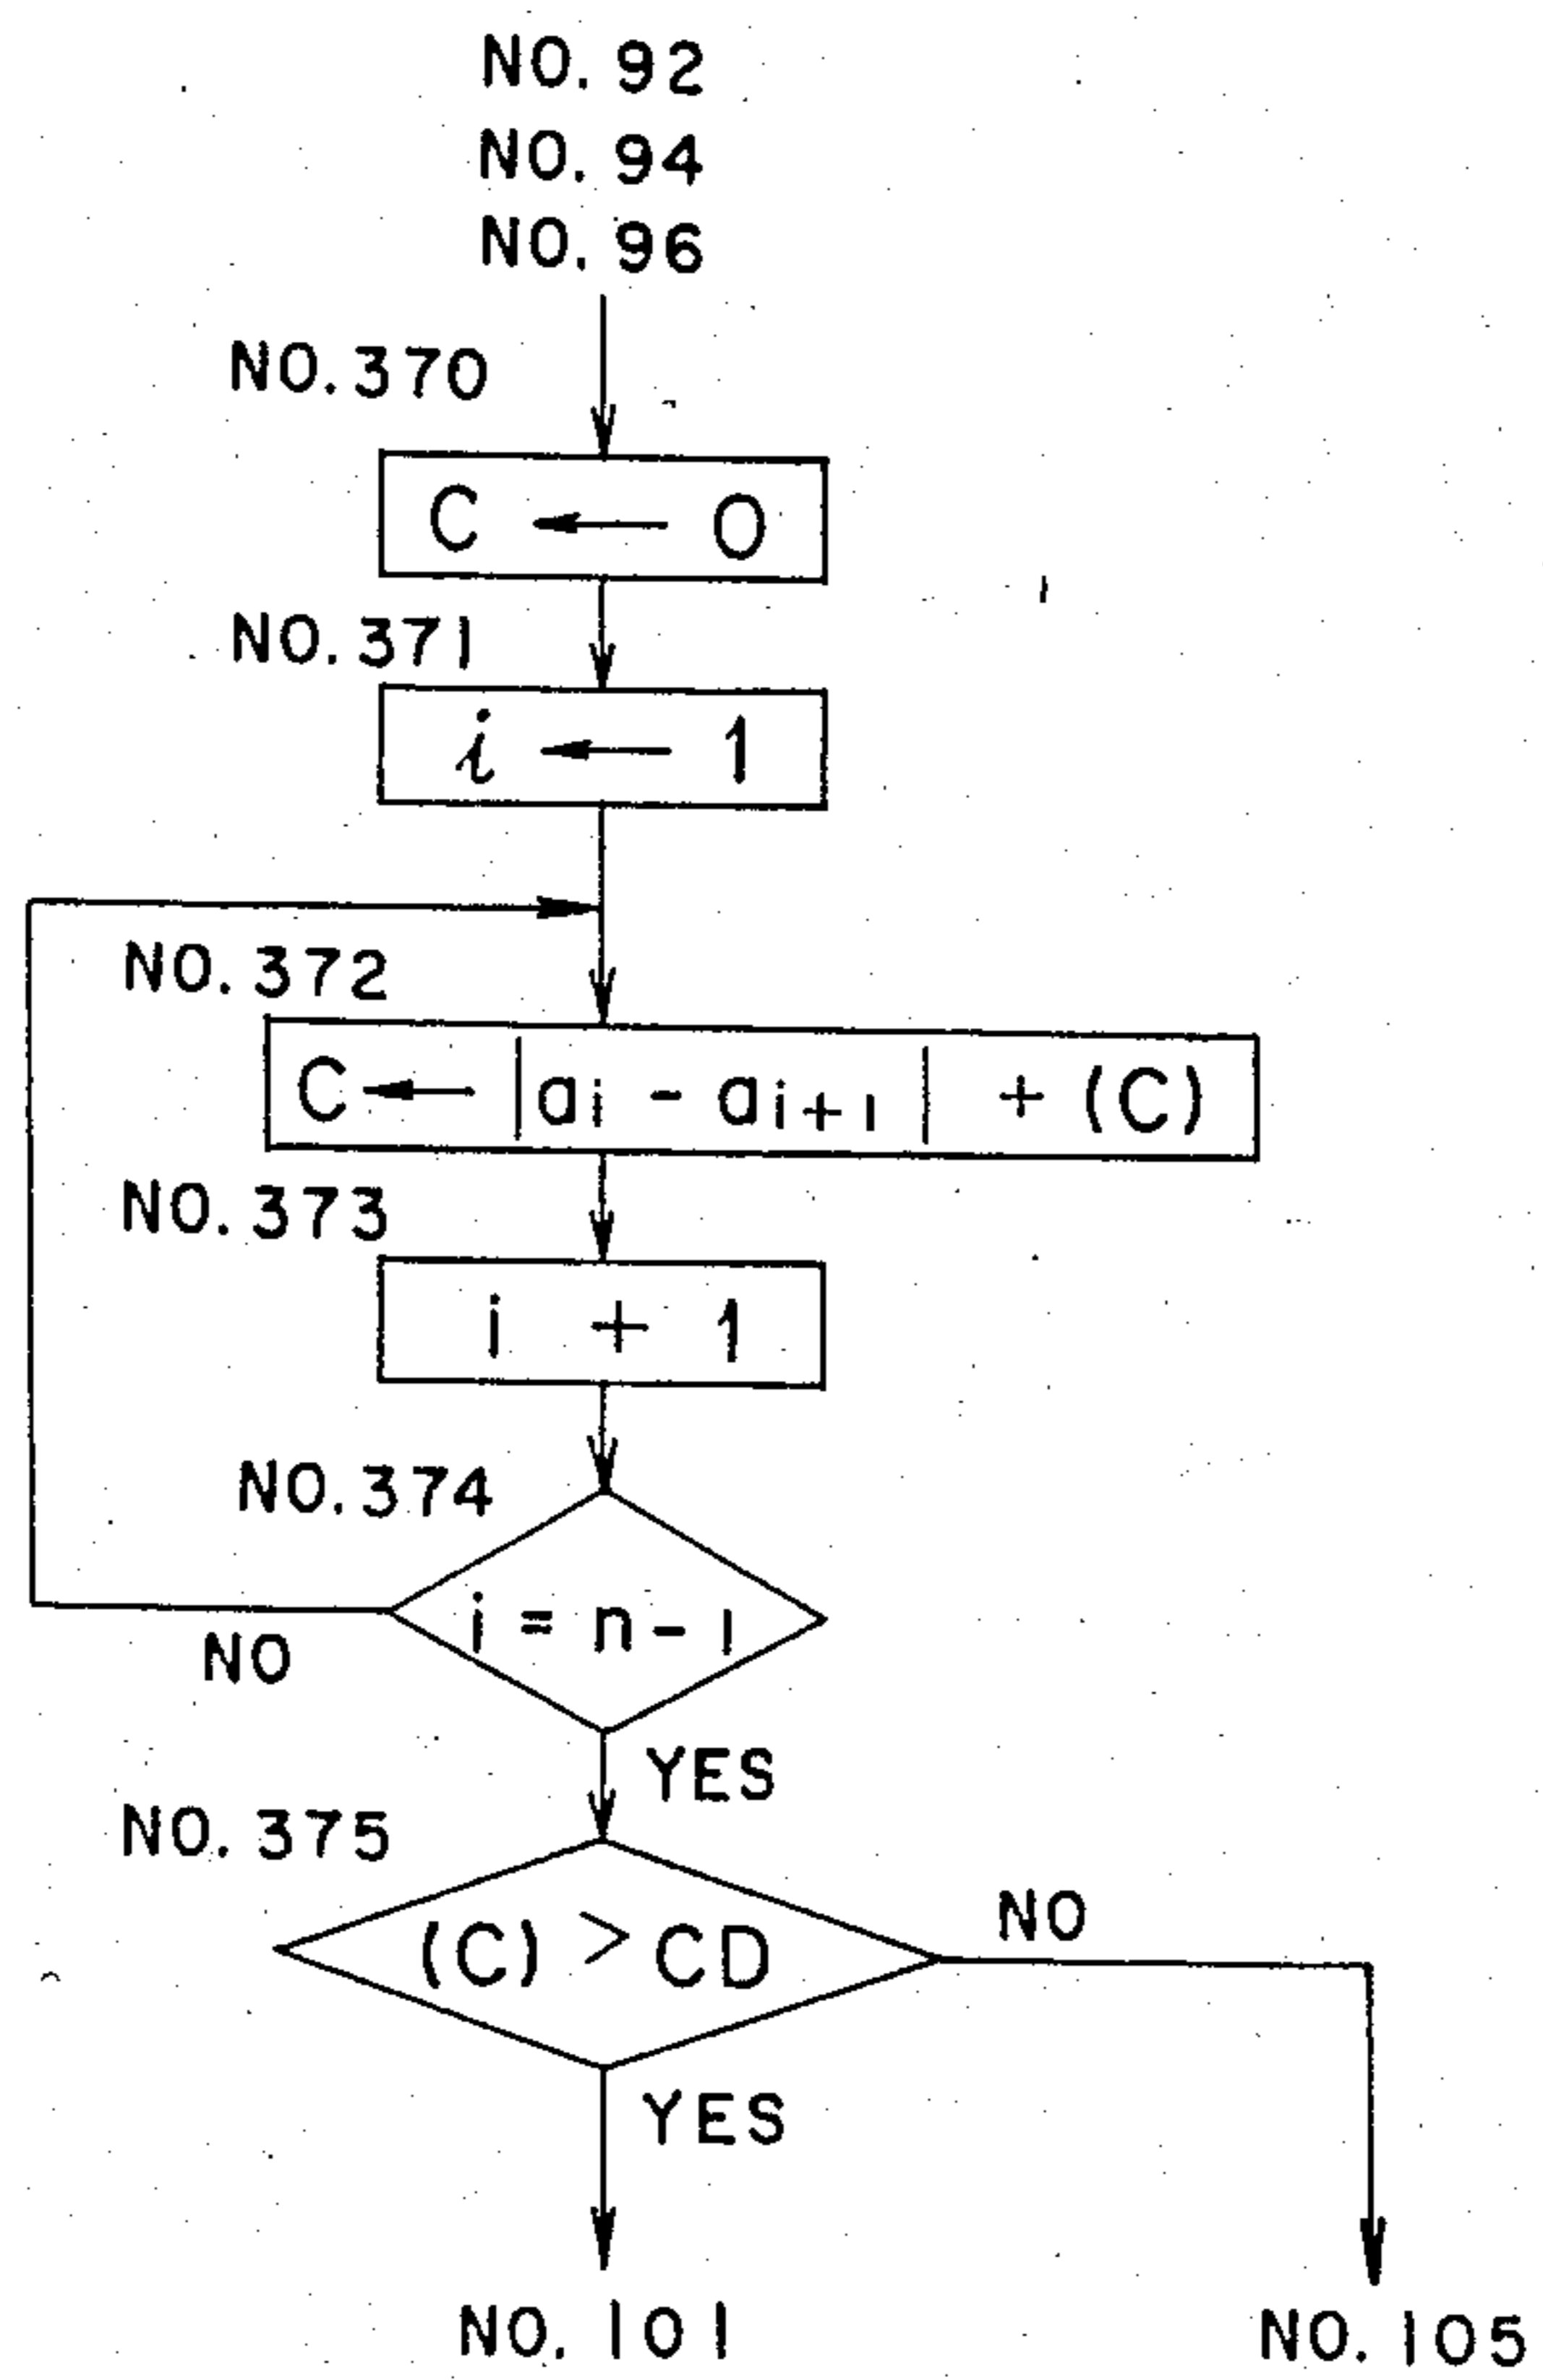 NO. 92
NO. 94
NO. 96
NO. 370
C ← 0
NO. 371
i ← 1
NO. 372
C ← |ai - ai+1| + (C)
NO. 373
i + 1
NO. 374
i = n - 1
NO
YES
NO. 375
(C) > CD
NO
YES
NO. 101
NO. 105